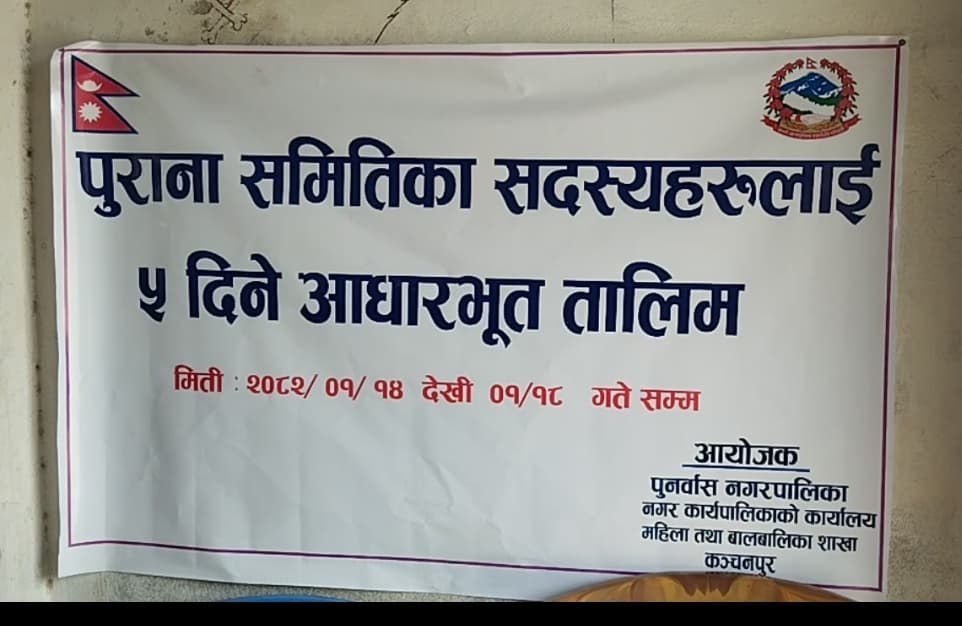 पुराना समितिका सदस्यहरुलाई
५ दिने आधारभूत तालिम
मिती : २०८२/ ०१/ १४ देखी ०१/१८ गते सम्म
आयोजक
पुनर्वास नगरपालिका
नगर कार्यपालिकाको कार्यालय
महिला तथा बालबालिका शाखा
कञ्चनपुर